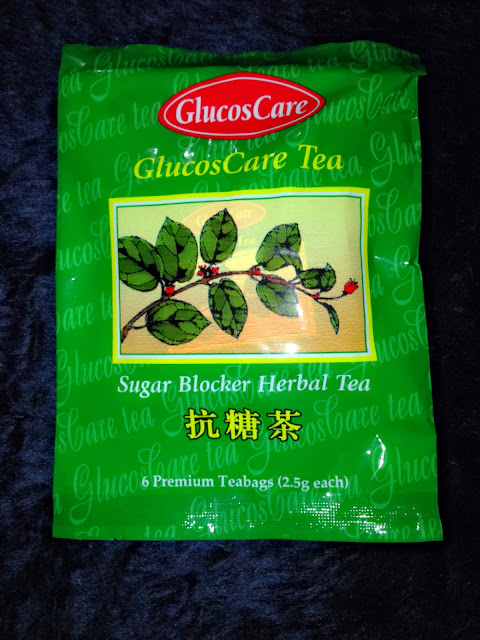 GlucosCare
GlucosCare Tea
Sugar Blocker Herbal Tea
抗糖茶
6 Premium Teabags (2.5g each)